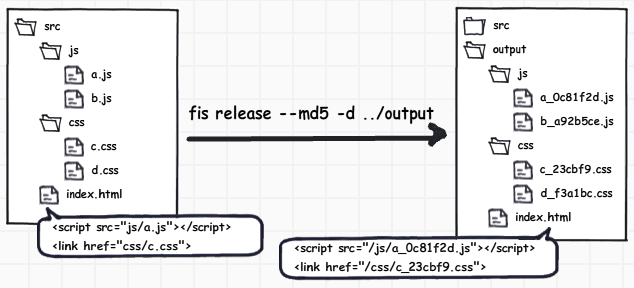 src
js
a.js
b.js
css
c.css
d.css
index.html
<script src="js/a.js"></script>
<link href="css/c.css">
fis release --md5 -d ../output
src
output
js
a_0c81f2d.js
b_a92b5ce.js
css
c_23cbf9.css
d_f3a1bc.css
index.html
<script src="/js/a_0c81f2d.js"></script>
<link href="/css/c_23cbf9.css">